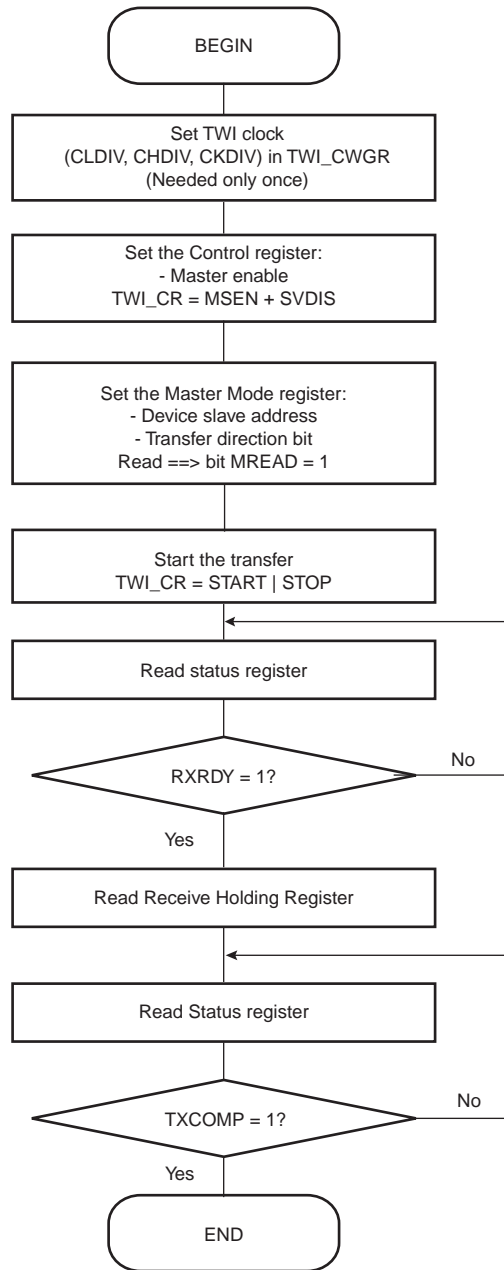 BEGIN
Set TWI clock
(CLDIV, CHDIV, CKDIV) in TWI_CWGR
(Needed only once)
Set the Control register:
- Master enable
TWI_CR = MSEN + SVDIS
Set the Master Mode register:
- Device slave address
- Transfer direction bit
Read ==> bit MREAD = 1
Start the transfer
TWI_CR = START | STOP
Read status register
RXRDY = 1?
No
Yes
Read Receive Holding Register
Read Status register
TXCOMP = 1?
No
Yes
END